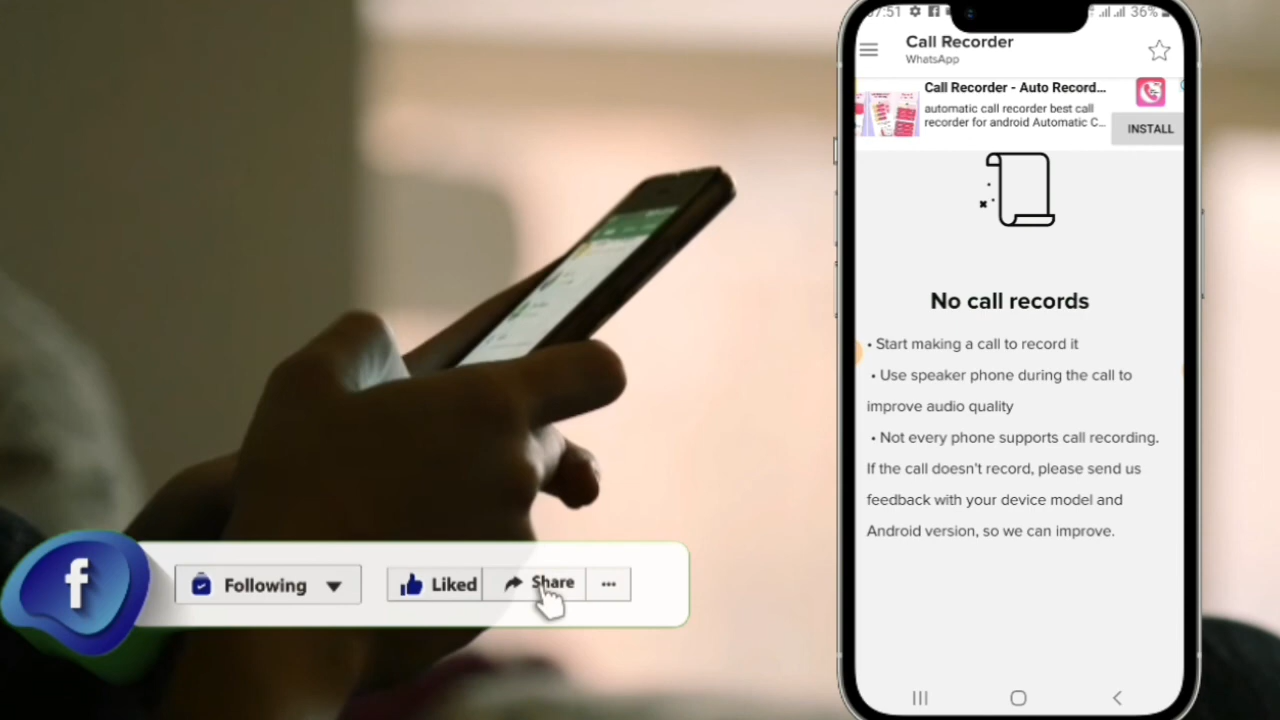 7:51
36%
Call Recorder
WhatsApp
Call Recorder - Auto Record...
automatic call recorder best call
recorder for android Automatic C...
INSTALL
No call records
• Start making a call to record it
• Use speaker phone during the call to
improve audio quality
• Not every phone supports call recording.
If the call doesn't record, please send us
feedback with your device model and
Android version, so we can improve.
f
Following
Liked
Share
...